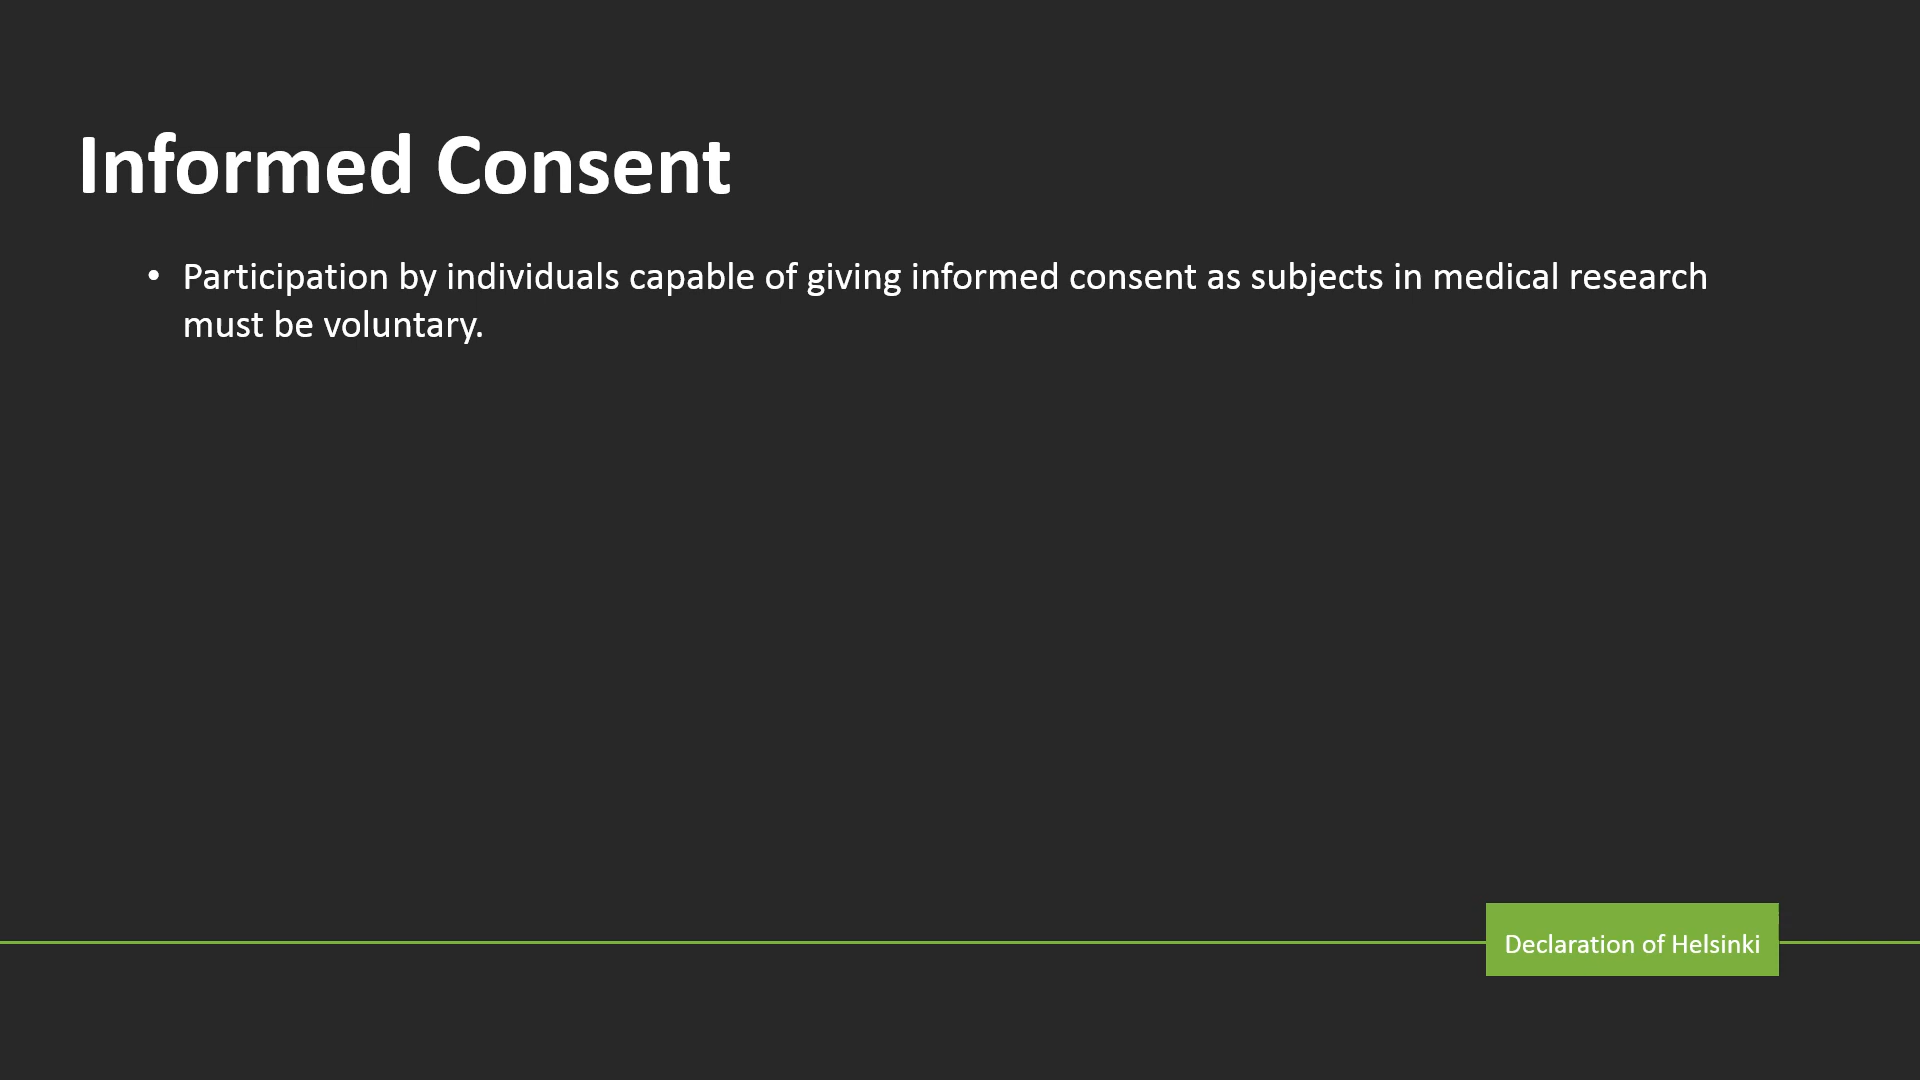 Informed Consent
• Participation by individuals capable of giving informed consent as subjects in medical research
must be voluntary.
Declaration of Helsinki